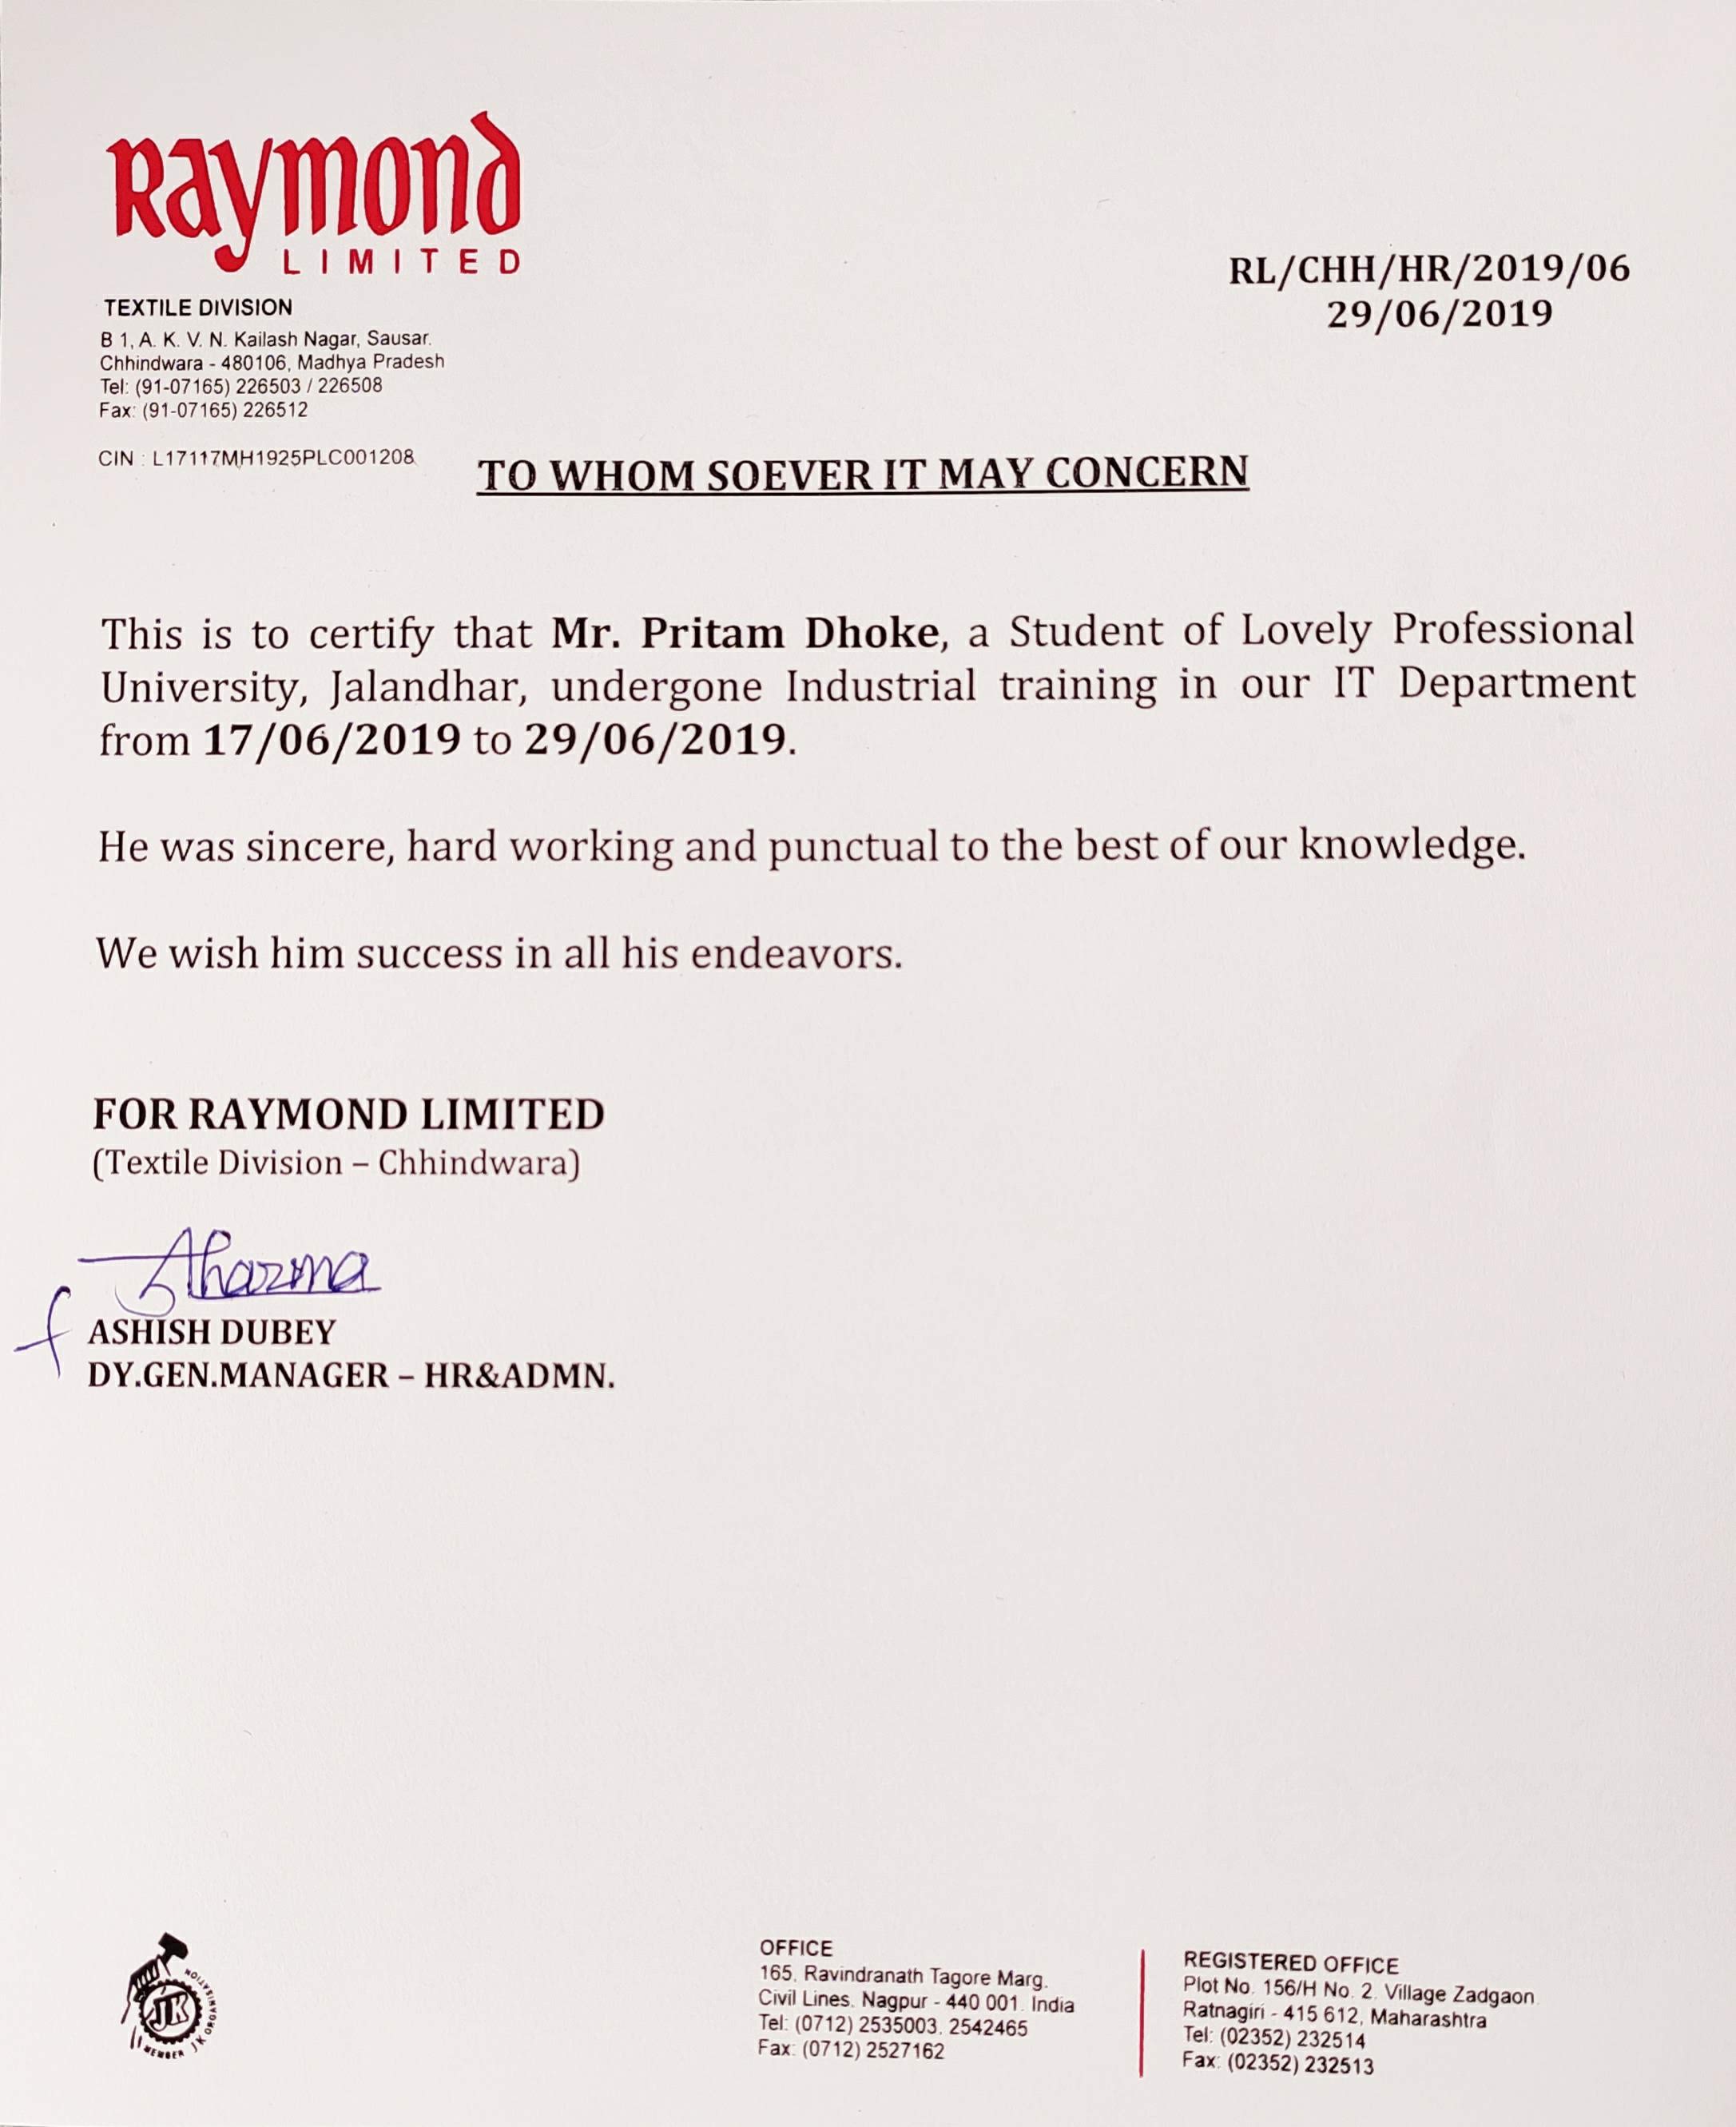 Raymond
LIMITED
TEXTILE DIVISION
B 1, A. K. V. N. Kailash Nagar, Sausar.
Chhindwara - 480106, Madhya Pradesh
Tel: (91-07165) 226503 / 226508
Fax: (91-07165) 226512
CIN : L17117MH1925PLC001208
RL/CHH/HR/2019/06
29/06/2019
TO WHOM SOEVER IT MAY CONCERN
This is to certify that Mr. Pritam Dhoke, a Student of Lovely Professional
University, Jalandhar, undergone Industrial training in our IT Department
from 17/06/2019 to 29/06/2019.
He was sincere, hard working and punctual to the best of our knowledge.
We wish him success in all his endeavors.
FOR RAYMOND LIMITED
(Textile Division – Chhindwara)
Sharma
f ASHISH DUBEY
DY.GEN.MANAGER – HR&ADMN.
JK
MEMBER J K ORGANISATION
OFFICE
165, Ravindranath Tagore Marg.
Civil Lines. Nagpur - 440 001. India
Tel: (0712) 2535003, 2542465
Fax: (0712) 2527162
REGISTERED OFFICE
Plot No. 156/H No. 2. Village Zadgaon
Ratnagiri - 415 612, Maharashtra
Tel: (02352) 232514
Fax: (02352) 232513